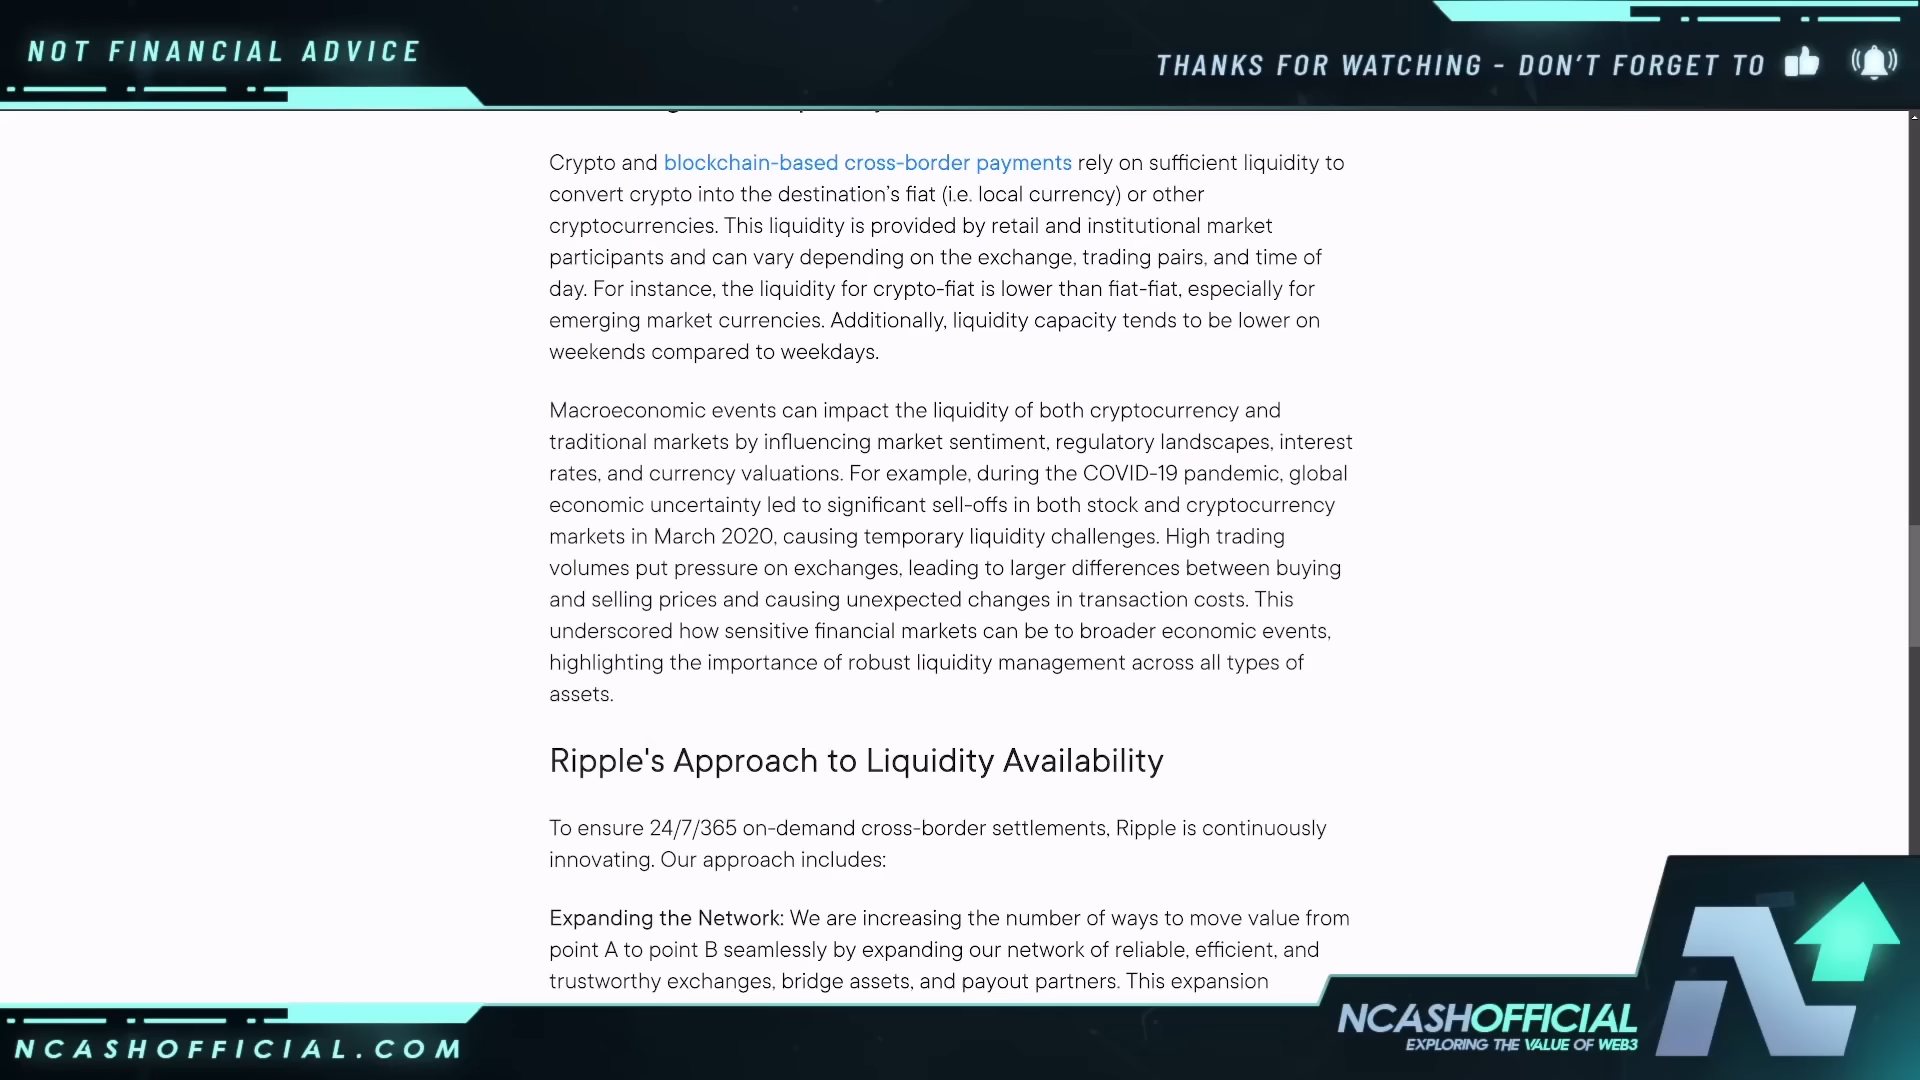 NOT FINANCIAL ADVICE
THANKS FOR WATCHING - DON'T FORGET TO
Crypto and blockchain-based cross-border payments rely on sufficient liquidity to
convert crypto into the destination’s fiat (i.e. local currency) or other
cryptocurrencies. This liquidity is provided by retail and institutional market
participants and can vary depending on the exchange, trading pairs, and time of
day. For instance, the liquidity for crypto-fiat is lower than fiat-fiat, especially for
emerging market currencies. Additionally, liquidity capacity tends to be lower on
weekends compared to weekdays.
Macroeconomic events can impact the liquidity of both cryptocurrency and
traditional markets by influencing market sentiment, regulatory landscapes, interest
rates, and currency valuations. For example, during the COVID-19 pandemic, global
economic uncertainty led to significant sell-offs in both stock and cryptocurrency
markets in March 2020, causing temporary liquidity challenges. High trading
volumes put pressure on exchanges, leading to larger differences between buying
and selling prices and causing unexpected changes in transaction costs. This
underscored how sensitive financial markets can be to broader economic events,
highlighting the importance of robust liquidity management across all types of
assets.
Ripple's Approach to Liquidity Availability
To ensure 24/7/365 on-demand cross-border settlements, Ripple is continuously
innovating. Our approach includes:
Expanding the Network: We are increasing the number of ways to move value from
point A to point B seamlessly by expanding our network of reliable, efficient, and
trustworthy exchanges, bridge assets, and payout partners. This expansion
NCASHOFFICIAL
EXPLORING THE VALUE OF WEB3
NCASHOFFICIAL.COM